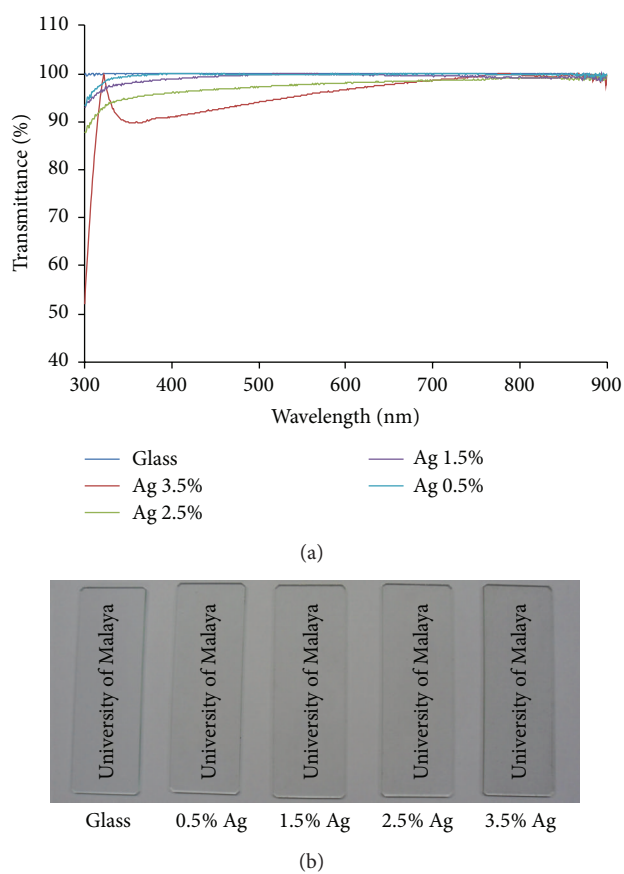 110
100
90
80
70
60
50
40
Transmittance (%)
300 400 500 600 700 800 900
Wavelength (nm)
Glass
Ag 3.5%
Ag 2.5%
Ag 1.5%
Ag 0.5%
(a)
University of Malaya
University of Malaya
University of Malaya
University of Malaya
University of Malaya
Glass 0.5% Ag 1.5% Ag 2.5% Ag 3.5% Ag
(b)